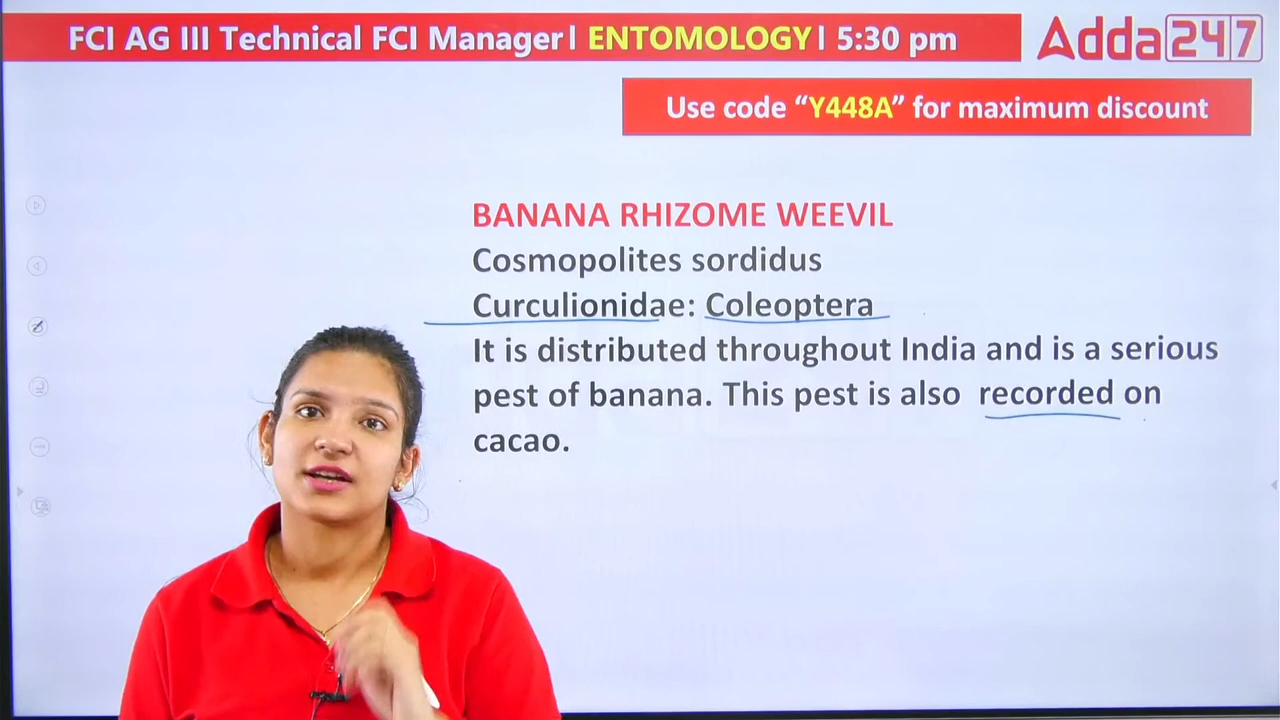 FCI AG III Technical FCI Manager| ENTOMOLOGY| 5:30 pm
Adda247
Use code “Y448A” for maximum discount
BANANA RHIZOME WEEVIL
Cosmopolites sordidus
Curculionidae: Coleoptera
It is distributed throughout India and is a serious
pest of banana. This pest is also recorded on
cacao.